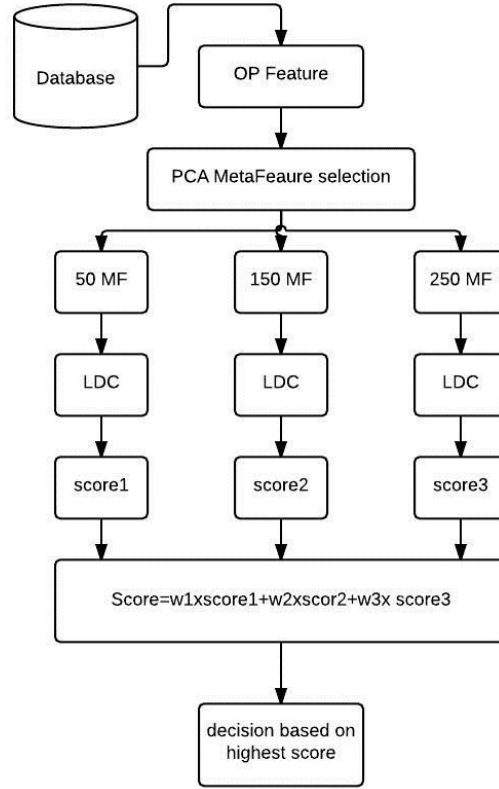 Database
OP Feature
PCA MetaFeaure selection
50 MF
150 MF
250 MF
LDC
LDC
LDC
score1
score2
score3
Score=w1xscore1+w2xscor2+w3x score3
decision based on
highest score